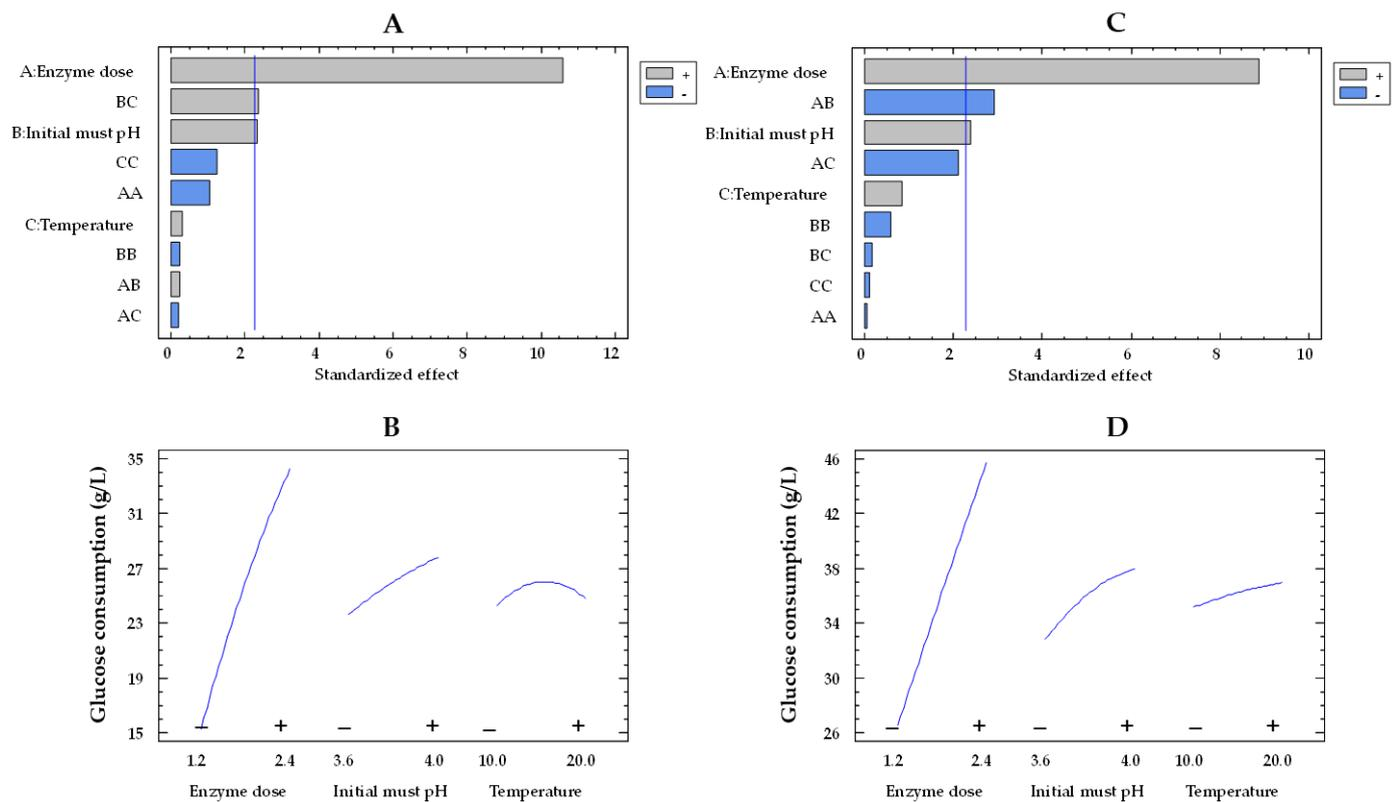 A
A:Enzyme dose
BC
B:Initial must pH
CC
AA
C:Temperature
BB
AB
AC
+
-
0 2 4 6 8 10 12
Standardized effect
C
A:Enzyme dose
AB
B:Initial must pH
AC
C:Temperature
BB
BC
CC
AA
+
-
0 2 4 6 8 10
Standardized effect
B
Glucose consumption (g/L)
35
31
27
23
19
15
− + − + − +
1.2 2.4 3.6 4.0 10.0 20.0
Enzyme dose Initial must pH Temperature
D
Glucose consumption (g/L)
46
42
38
34
30
26
− + − + − +
1.2 2.4 3.6 4.0 10.0 20.0
Enzyme dose Initial must pH Temperature